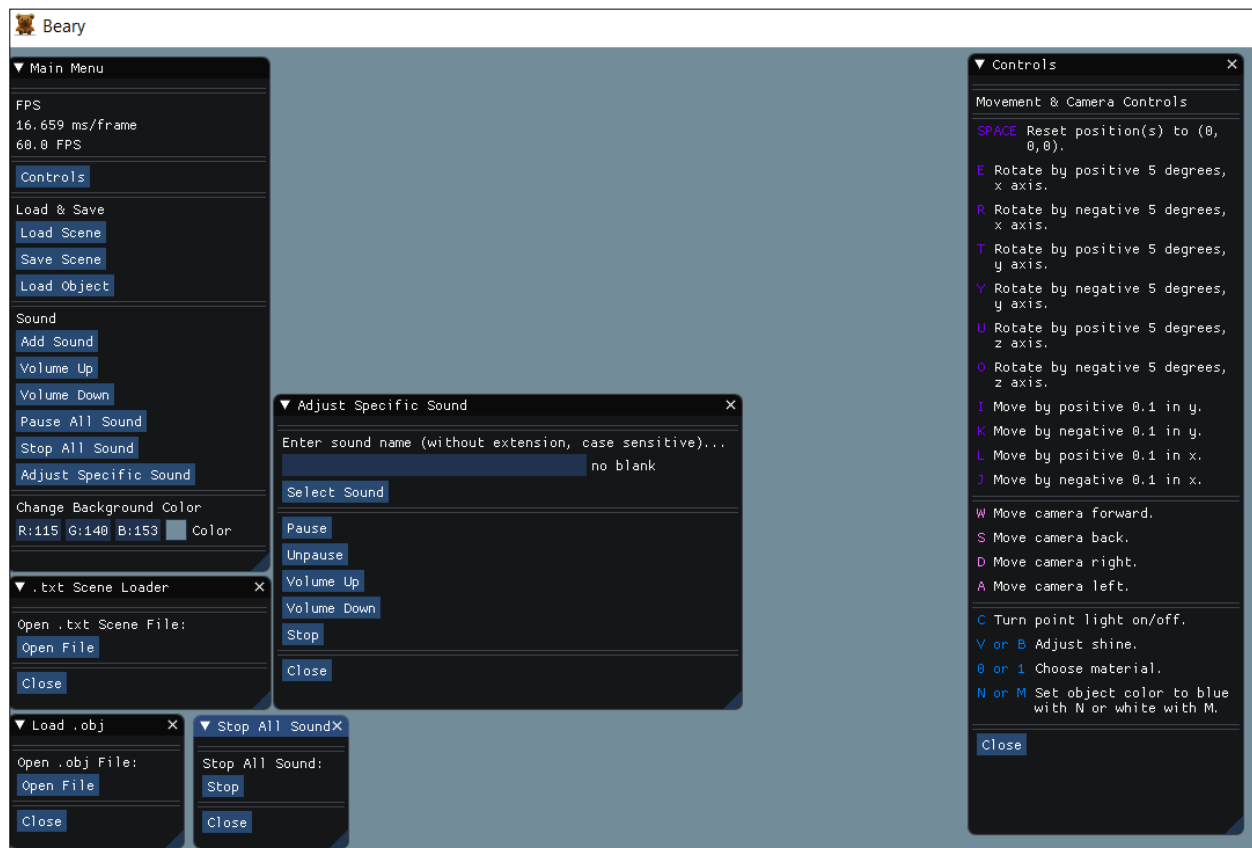 Beary
Main Menu
FPS
16.659 ms/frame
60.0 FPS
Controls
Load & Save
Load Scene
Save Scene
Load Object
Sound
Add Sound
Volume Up
Volume Down
Pause All Sound
Stop All Sound
Adjust Specific Sound
Change Background Color
R:115 G:140 B:153 Color
.txt Scene Loader
Open .txt Scene File:
Open File
Close
Load .obj
Open .obj File:
Open File
Close
Stop All Sound
Stop All Sound:
Stop
Close
Adjust Specific Sound
Enter sound name (without extension, case sensitive)...
no blank
Select Sound
Pause
Unpause
Volume Up
Volume Down
Stop
Close
Controls
Movement & Camera Controls
SPACE Reset position(s) to (0,
0,0).
E Rotate by positive 5 degrees,
x axis.
R Rotate by negative 5 degrees,
x axis.
T Rotate by positive 5 degrees,
y axis.
Y Rotate by negative 5 degrees,
y axis.
U Rotate by positive 5 degrees,
z axis.
O Rotate by negative 5 degrees,
z axis.
I Move by positive 0.1 in y.
K Move by negative 0.1 in y.
L Move by positive 0.1 in x.
J Move by negative 0.1 in x.
W Move camera forward.
S Move camera back.
D Move camera right.
A Move camera left.
C Turn point light on/off.
V or B Adjust shine.
0 or 1 Choose material.
N or M Set object color to blue
with N or white with M.
Close